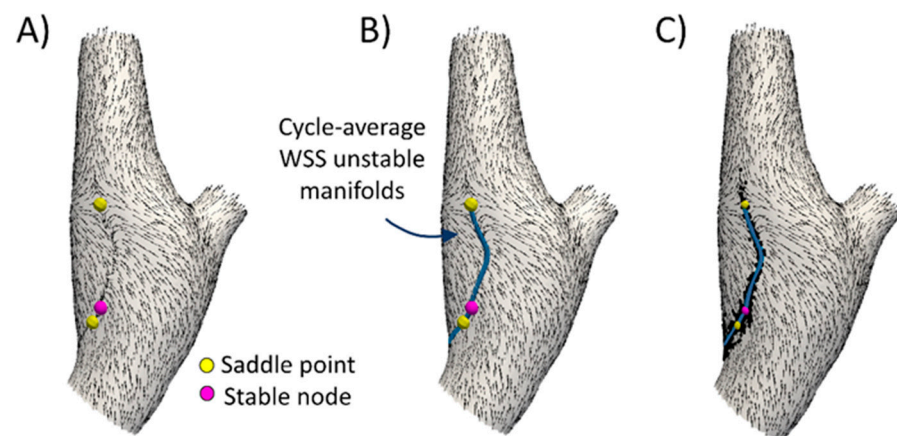 A)
B)
C)
Cycle-average
WSS unstable
manifolds
Saddle point
Stable node